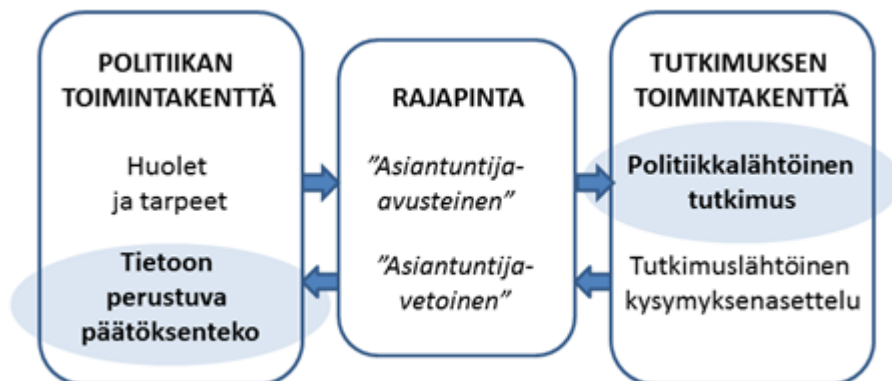 POLITIIKAN
TOIMINTAKENTTÄ
Huolet
ja tarpeet
Tietoon
perustuva
päätöksenteko
RAJAPINTA
”Asiantuntija-
avusteinen”
”Asiantuntija-
vetoinen”
TUTKIMUKSEN
TOIMINTAKENTTÄ
Politiikkalähtöinen
tutkimus
Tutkimuslähtöinen
kysymyksenasettelu